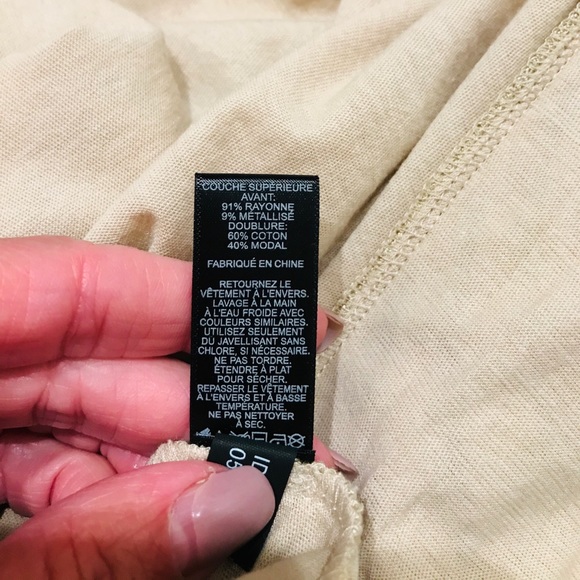 COUCHE SUPÉRIEURE
AVANT:
91% RAYONNE
9% MÉTALLISÉ
DOUBLURE:
60% COTON
40% MODAL
FABRIQUÉ EN CHINE
RETOURNEZ LE
VÊTEMENT À L'ENVERS.
LAVAGE À LA MAIN
À L'EAU FROIDE AVEC
COULEURS SIMILAIRES.
UTILISEZ SEULEMENT
DU JAVELLISANT SANS
CHLORE, SI NÉCESSAIRE.
NE PAS TORDRE.
ÉTENDRE À PLAT
POUR SÉCHER.
REPASSER LE VÊTEMENT
À L'ENVERS ET À BASSE
TEMPÉRATURE.
NE PAS NETTOYER
À SEC.